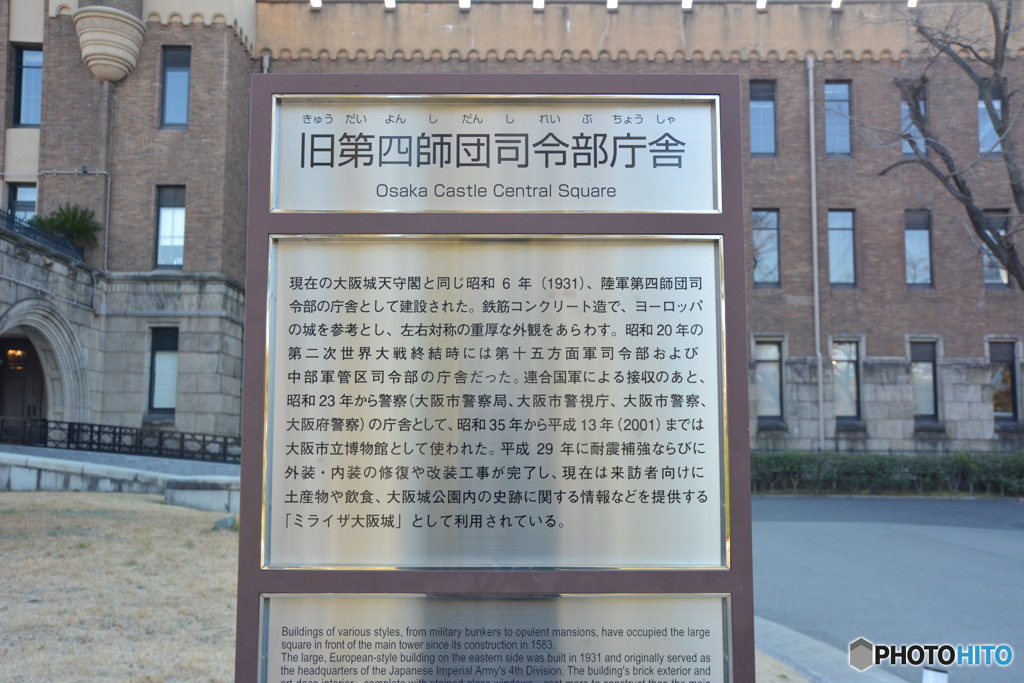 きゅう だい よん し だん し れい ぶ ちょう しゃ
旧第四師団司令部庁舎
Osaka Castle Central Square
現在の大阪城天守閣と同じ昭和 6 年（1931）、陸軍第四師団司
令部の庁舎として建設された。鉄筋コンクリート造で、ヨーロッパ
の城を参考とし、左右対称の重厚な外観をあらわす。昭和 20 年の
第二次世界大戦終結時には第十五方面軍司令部および
中部軍管区司令部の庁舎だった。連合国軍による接収のあと、
昭和 23 年から警察（大阪市警察局、大阪市警視庁、大阪市警察、
大阪府警察）の庁舎として、昭和 35 年から平成 13 年（2001）までは
大阪市立博物館として使われた。平成 29 年に耐震補強ならびに
外装・内装の修復や改装工事が完了し、現在は来訪者向けに
土産物や飲食、大阪城公園内の史跡に関する情報などを提供する
「ミライザ大阪城」として利用されている。
Buildings of various styles, from military bunkers to opulent mansions, have occupied the large
square in front of the main tower since its construction in 1583.
The large, European-style building on the eastern side was built in 1931 and originally served as
the headquarters of the Japanese Imperial Army's 4th Division. The building's brick exterior and
PHOTOHITO